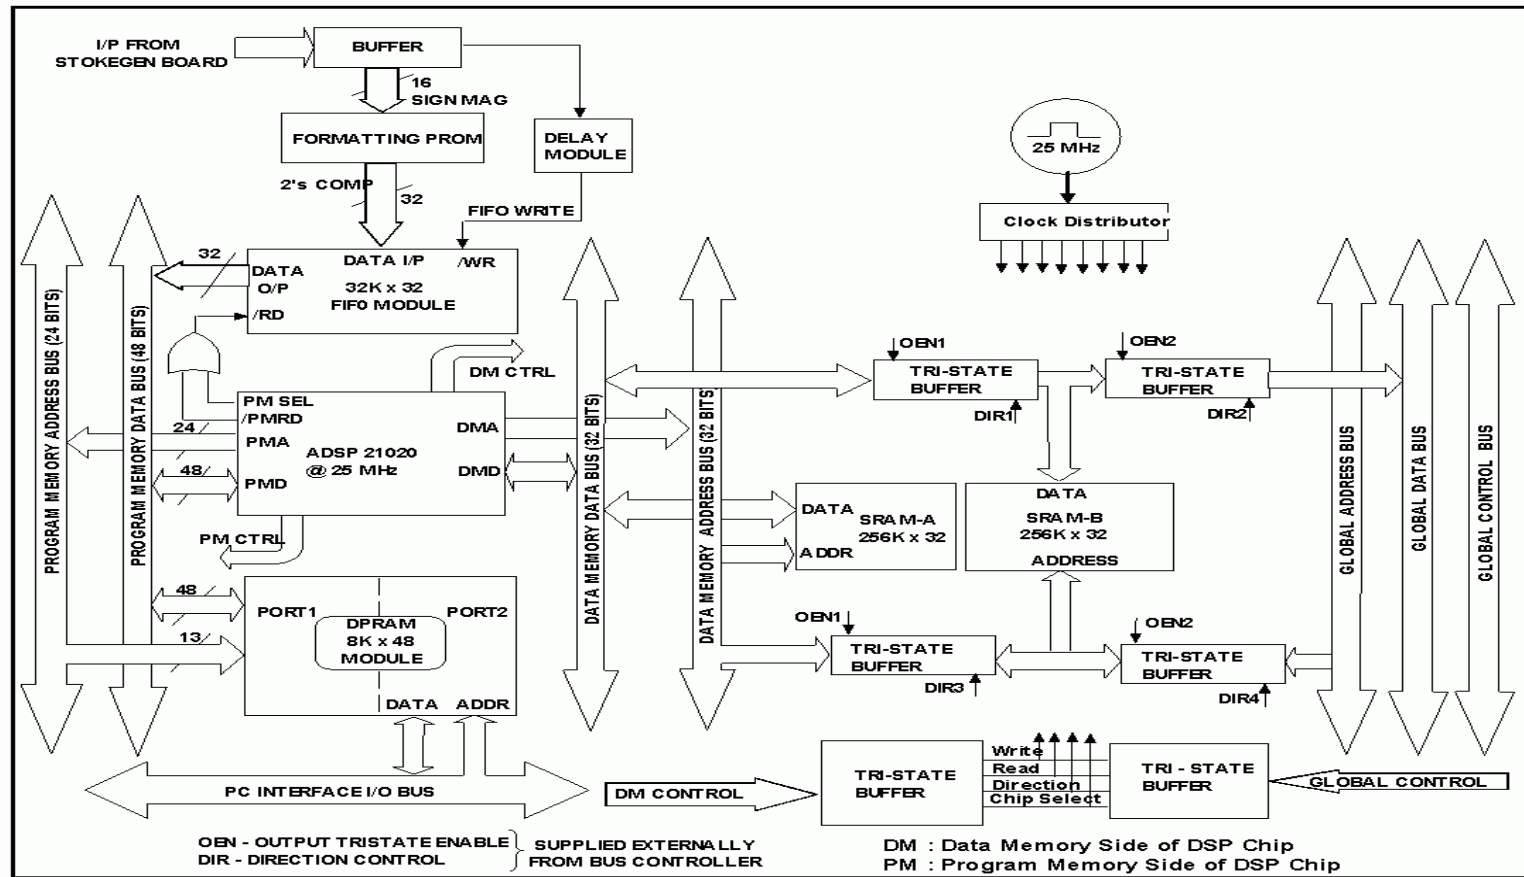 I/P FROM
STOKEGEN BOARD
BUFFER
16
SIGN MAG
FORMATTING PROM
DELAY
MODULE
2's COMP
32
FIFO WRITE
25 MHz
Clock Distributor
32
DATA
O/P
DATA I/P
/WR
32K x 32
FIF0 MODULE
/RD
PROGRAM MEMORY ADDRESS BUS (24 BITS)
PROGRAM MEMORY DATA BUS (48 BITS)
DM CTRL
PM SEL
/PMRD
24
PMA
48
PMD
ADSP 21020
@ 25 MHz
DMA
DMD
PM CTRL
DATA MEMORY DATA BUS (32 BITS)
DATA MEMORY ADDRESS BUS (32 BITS)
OEN1
TRI-STATE
BUFFER
DIR1
OEN2
TRI-STATE
BUFFER
DIR2
DATA
ADDR
SRAM-A
256K x 32
DATA
SRAM-B
256K x 32
ADDRESS
GLOBAL ADDRESS BUS
GLOBAL DATA BUS
GLOBAL CONTROL BUS
48
13
PORT1
PORT2
DPRAM
8K x 48
MODULE
DATA
ADDR
OEN1
TRI-STATE
BUFFER
DIR3
OEN2
TRI-STATE
BUFFER
DIR4
PC INTERFACE I/O BUS
DM CONTROL
TRI-STATE
BUFFER
Write
Read
Direction
Chip Select
TRI - STATE
BUFFER
GLOBAL CONTROL
OEN - OUTPUT TRISTATE ENABLE
DIR - DIRECTION CONTROL
SUPPLIED EXTERNALLY
FROM BUS CONTROLLER
DM : Data Memory Side of DSP Chip
PM : Program Memory Side of DSP Chip